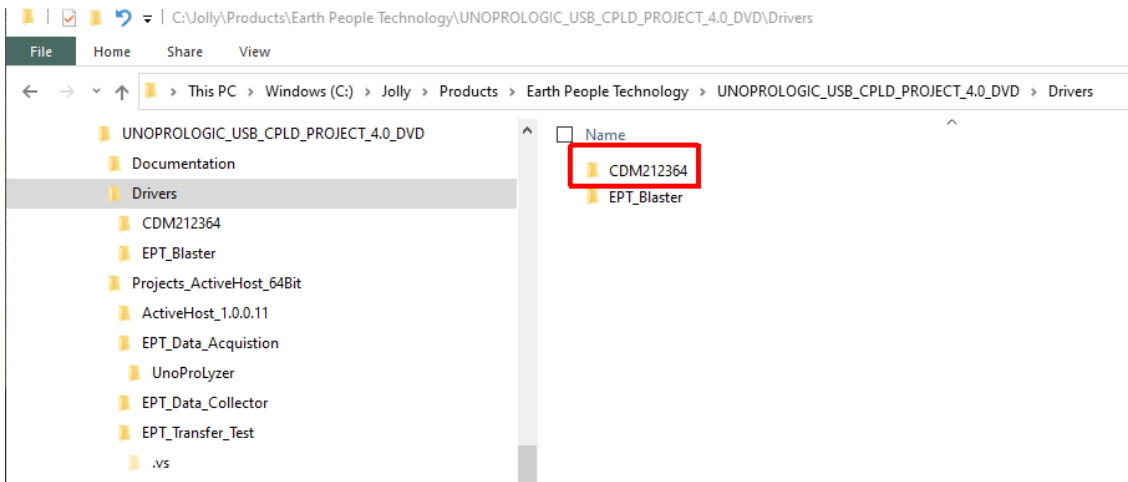 C:\Jolly\Products\Earth People Technology\UNOPROLOGIC_USB_CPLD_PROJECT_4.0_DVD\Drivers
File Home Share View
This PC > Windows (C:) > Jolly > Products > Earth People Technology > UNOPROLOGIC_USB_CPLD_PROJECT_4.0_DVD > Drivers
UNOPROLOGIC_USB_CPLD_PROJECT_4.0_DVD
Documentation
Drivers
CDM212364
EPT_Blaster
Projects_ActiveHost_64Bit
ActiveHost_1.0.0.11
EPT_Data_Acquistion
UnoProLyzer
EPT_Data_Collector
EPT_Transfer_Test
.vs
Name
CDM212364
EPT_Blaster